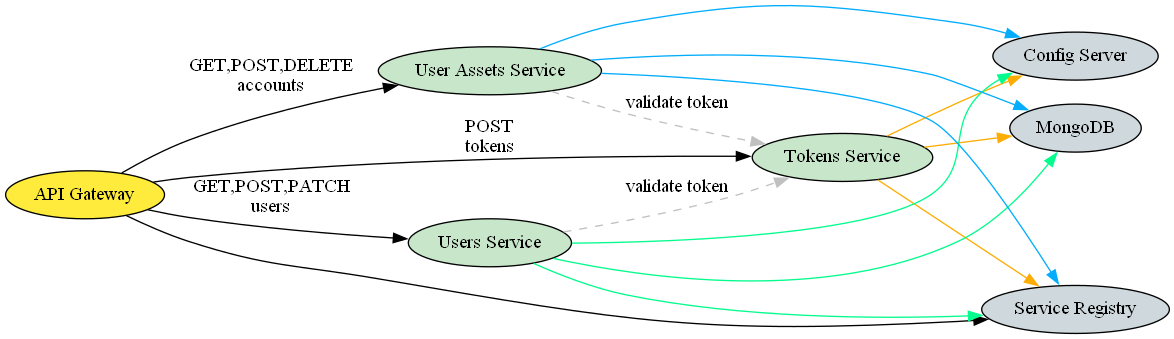 GET,POST,DELETE
accounts
User Assets Service
Config Server
validate token
POST
tokens
MongoDB
Tokens Service
API Gateway
GET,POST,PATCH
users
validate token
Users Service
Service Registry